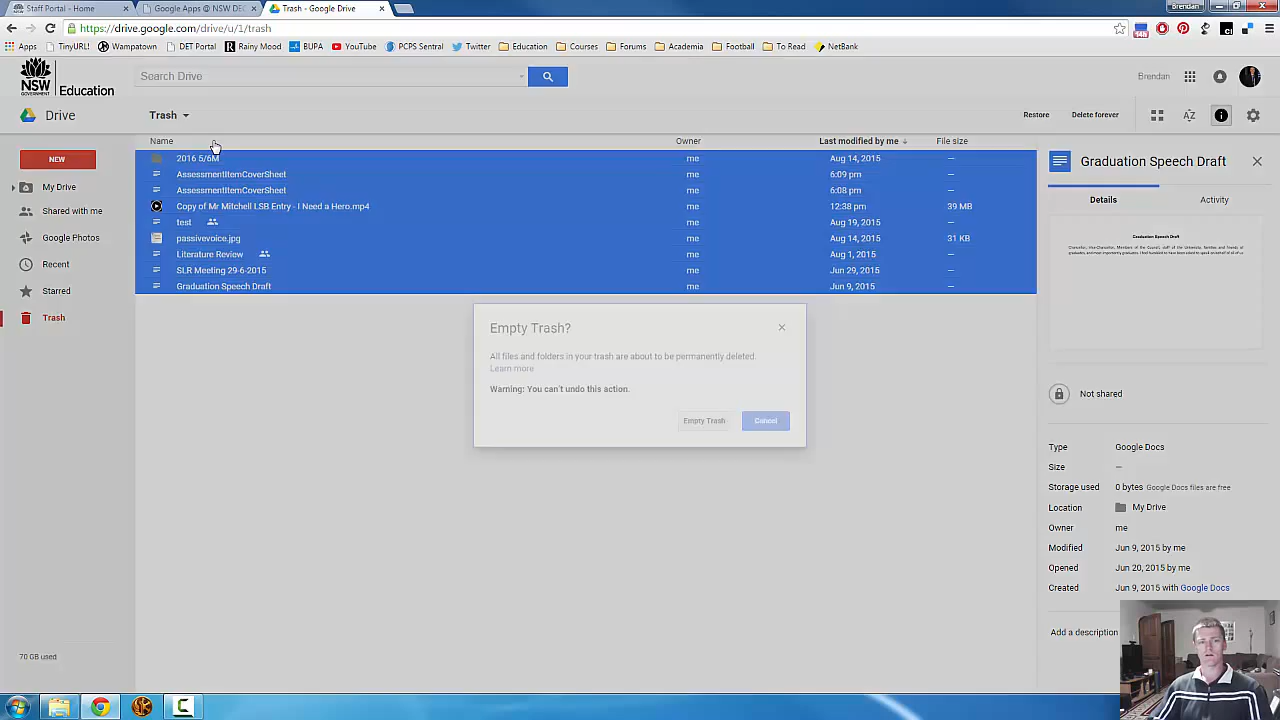 Staff Portal - Home
Google Apps @ NSW DEC
Trash - Google Drive
Brendan
https://drive.google.com/drive/u/1/trash
Apps TinyURL! Wampatown DET Portal Rainy Mood BUPA YouTube PCPS Sentral Twitter Education Courses Forums Academia Football To Read NetBank
NSW
GOVERNMENT
Education
Search Drive
Brendan
Drive
Trash
Restore
Delete forever
Name Owner Last modified by me File size
NEW
My Drive
Shared with me
Google Photos
Recent
Starred
Trash
70 GB used
2016 5/6M me Aug 14, 2015 —
AssessmentItemCoverSheet me 6:09 pm —
AssessmentItemCoverSheet me 6:08 pm —
Copy of Mr Mitchell LSB Entry - I Need a Hero.mp4 me 12:38 pm 39 MB
test me Aug 19, 2015 —
passivevoice.jpg me Aug 14, 2015 31 KB
Literature Review me Aug 1, 2015 —
SLR Meeting 29-6-2015 me Jun 29, 2015 —
Graduation Speech Draft me Jun 9, 2015 —
Empty Trash?
All files and folders in your trash are about to be permanently deleted.
Learn more
Warning: You can't undo this action.
Empty Trash Cancel
Graduation Speech Draft
Details Activity
Graduation Speech Draft
Not shared
Type Google Docs
Size —
Storage used 0 bytes Google Docs files are free
Location My Drive
Owner me
Modified Jun 9, 2015 by me
Opened Jun 20, 2015 by me
Created Jun 9, 2015 with Google Docs
Add a description